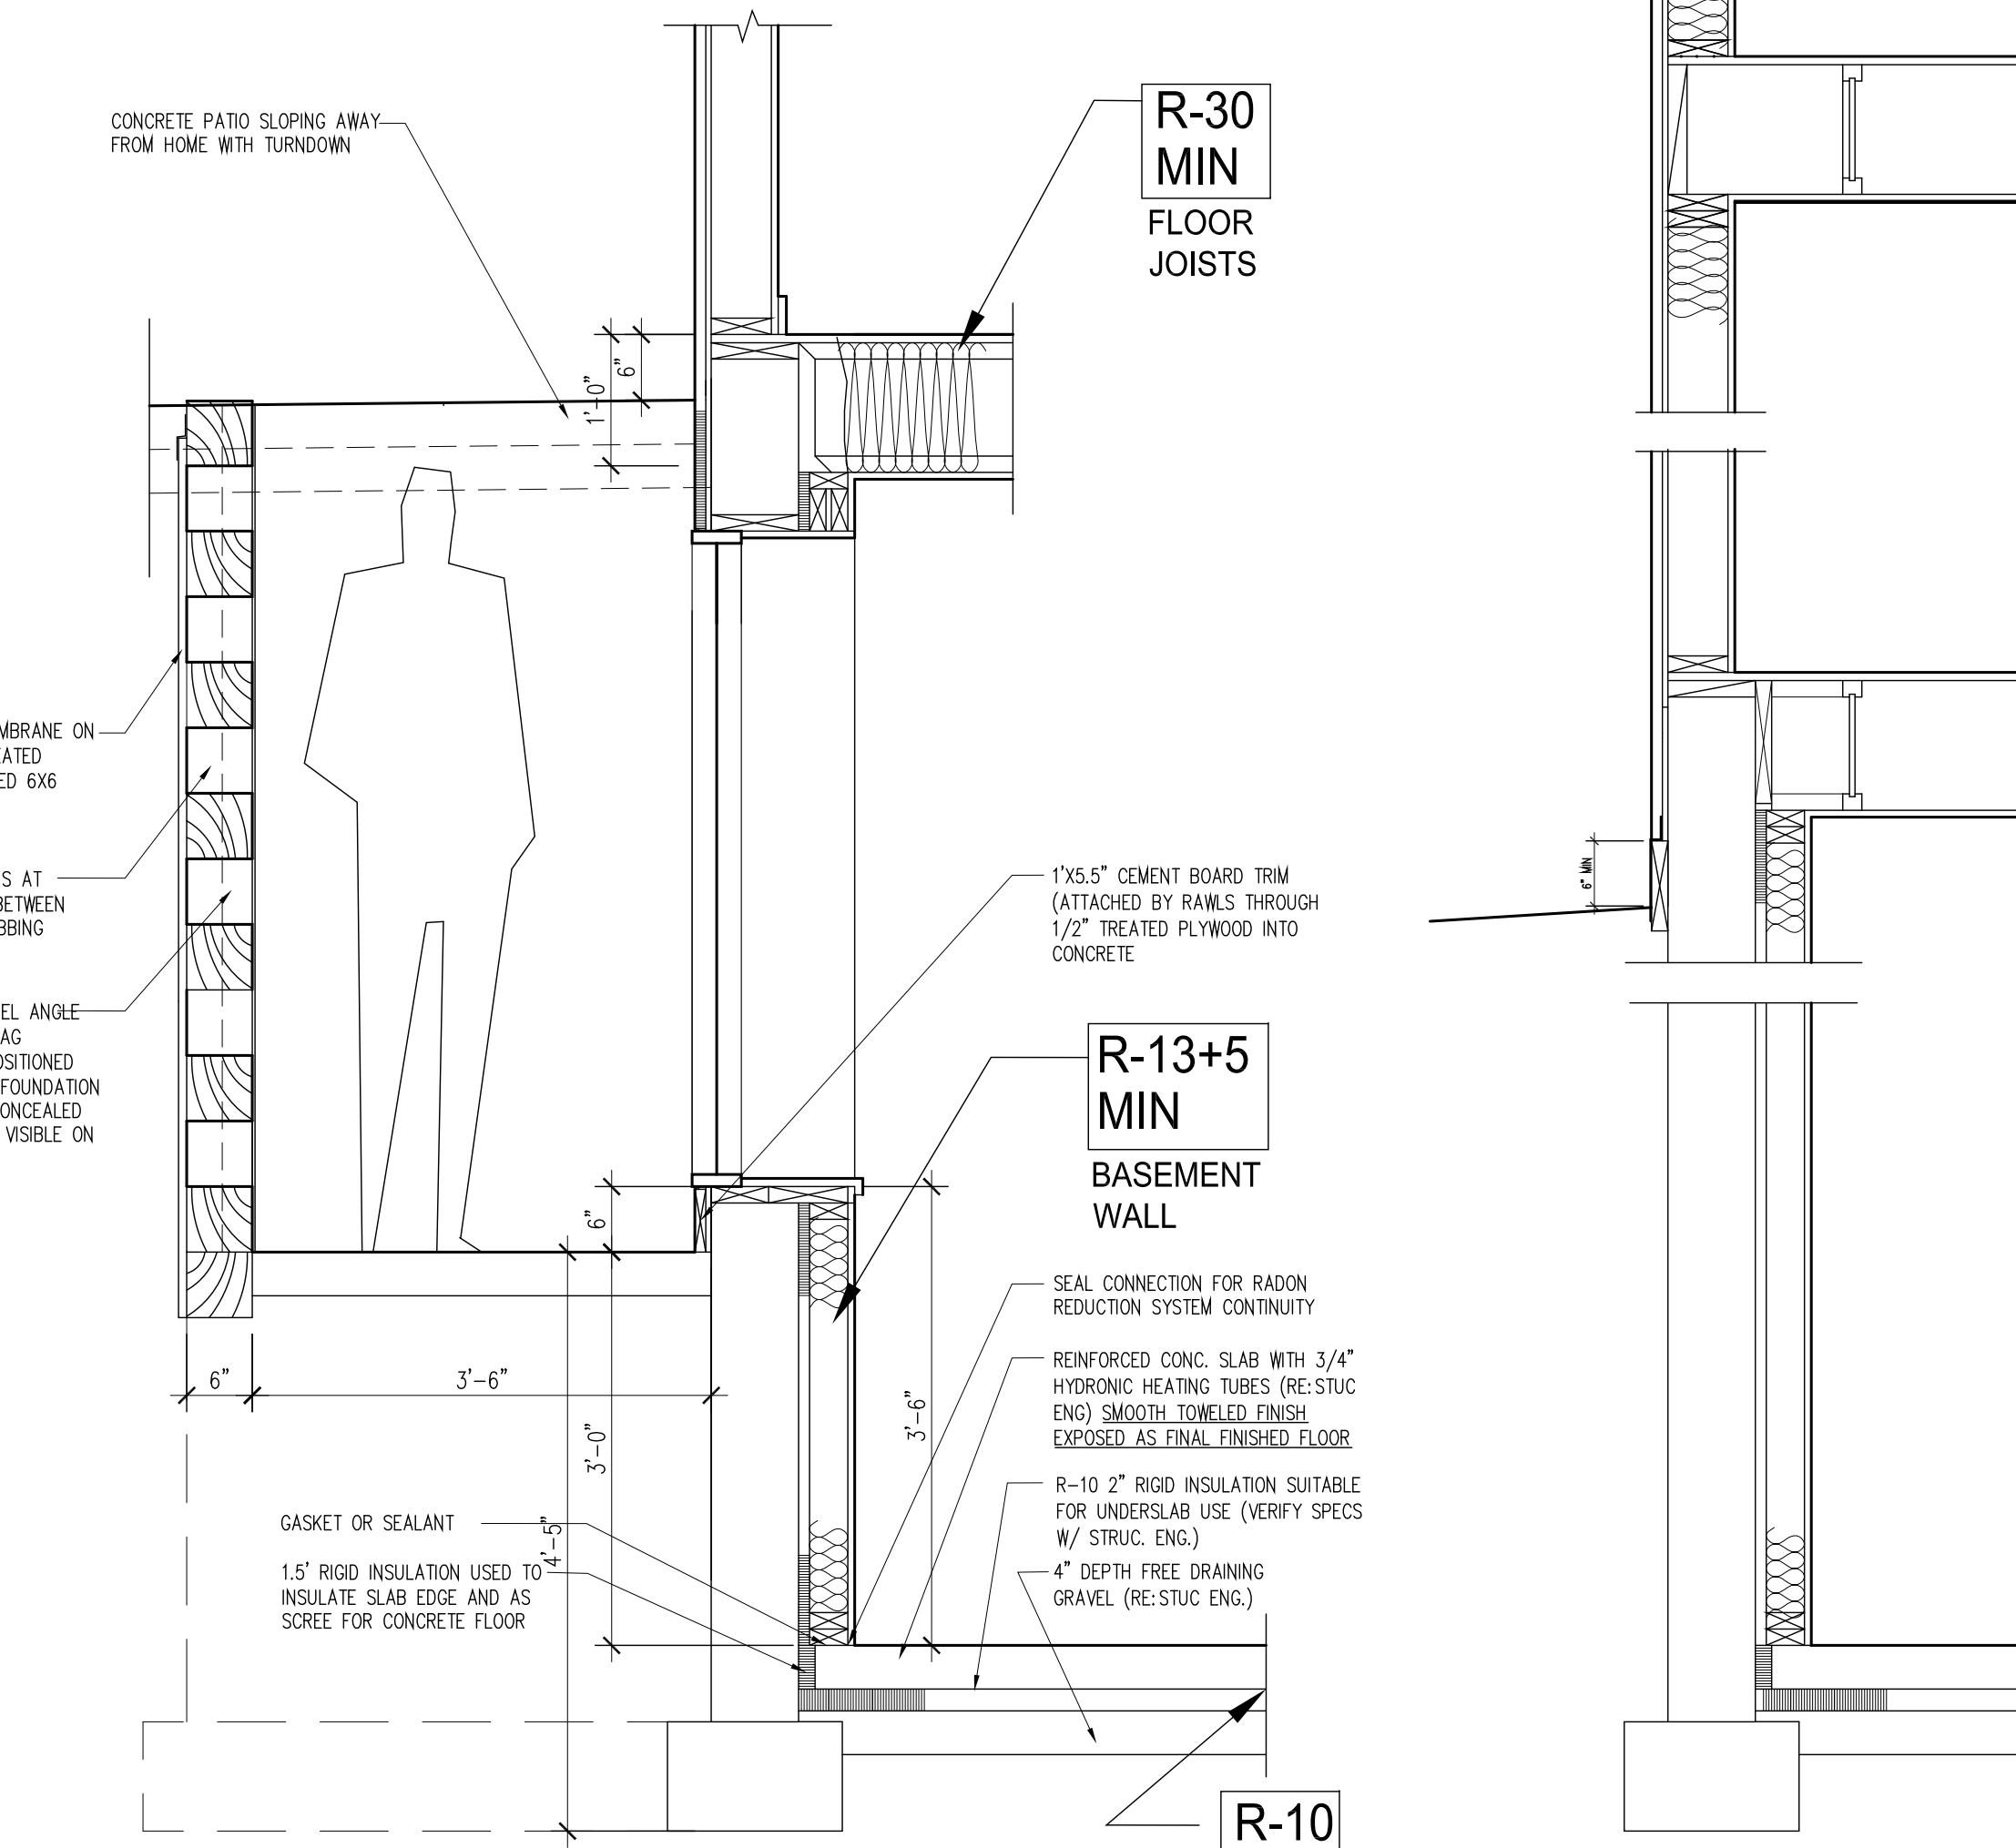 CONCRETE PATIO SLOPING AWAY
FROM HOME WITH TURNDOWN
R-30
MIN
FLOOR
JOISTS
6"
1'-0"
MBRANE ON
EATED
ED 6X6
S AT
BETWEEN
BBING
EL ANGLE
AG
OSITIONED
FOUNDATION
ONCEALED
VISIBLE ON
1'X5.5" CEMENT BOARD TRIM
(ATTACHED BY RAWLS THROUGH
1/2" TREATED PLYWOOD INTO
CONCRETE
6" MIN
R-13+5
MIN
BASEMENT
WALL
6"
SEAL CONNECTION FOR RADON
REDUCTION SYSTEM CONTINUITY
REINFORCED CONC. SLAB WITH 3/4"
HYDRONIC HEATING TUBES (RE:STUC
ENG) SMOOTH TOWELED FINISH
EXPOSED AS FINAL FINISHED FLOOR
6"
3'-6"
3'-0"
3'-6"
R-10 2" RIGID INSULATION SUITABLE
FOR UNDERSLAB USE (VERIFY SPECS
W/ STRUC. ENG.)
GASKET OR SEALANT
4'-5"
1.5' RIGID INSULATION USED TO
INSULATE SLAB EDGE AND AS
SCREE FOR CONCRETE FLOOR
4" DEPTH FREE DRAINING
GRAVEL (RE:STUC ENG.)
R-10